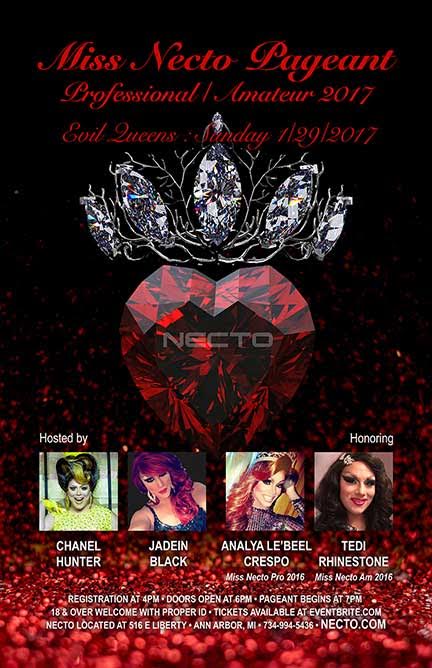 Miss Necto Pageant
Professional | Amateur 2017
Evil Queens : Sunday 1|29|2017
NECTO
Hosted by
Honoring
CHANEL HUNTER
JADEIN BLACK
ANALYA LE'BEEL CRESPO
Miss Necto Pro 2016
TEDI RHINESTONE
Miss Necto Am 2016
REGISTRATION AT 4PM • DOORS OPEN AT 6PM • PAGEANT BEGINS AT 7PM
18 & OVER WELCOME WITH PROPER ID • TICKETS AVAILABLE AT EVENTBRITE.COM
NECTO LOCATED AT 516 E LIBERTY • ANN ARBOR, MI • 734-994-5436 • NECTO.COM